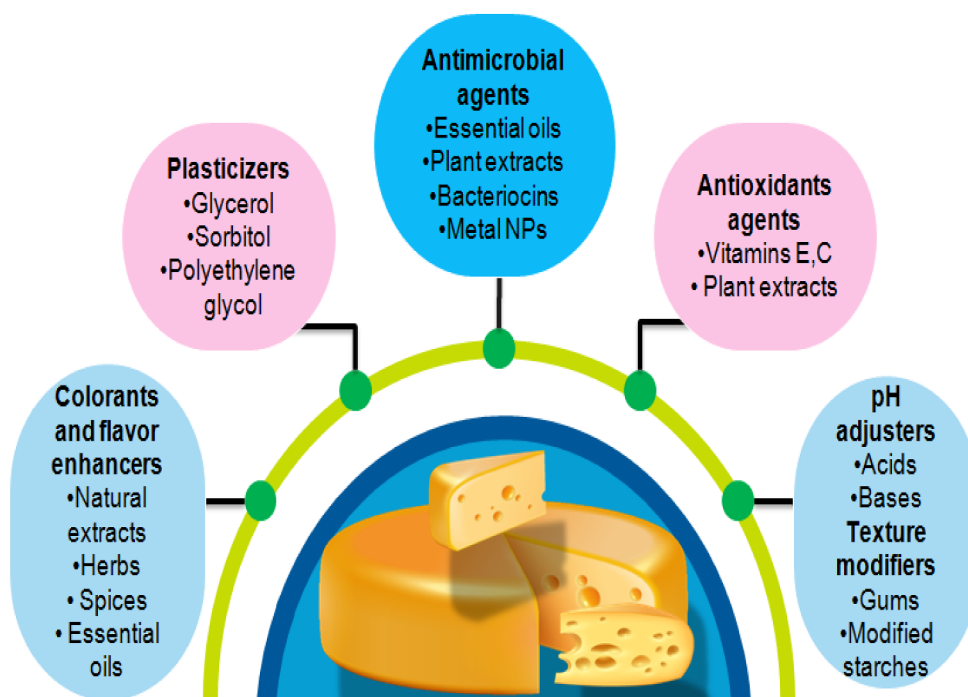 Antimicrobial
agents
•Essential oils
•Plant extracts
•Bacteriocins
•Metal NPs
Plasticizers
•Glycerol
•Sorbitol
•Polyethylene
glycol
Antioxidants
agents
•Vitamins E,C
• Plant extracts
Colorants
and flavor
enhancers
•Natural
extracts
•Herbs
•Spices
• Essential
oils
pH
adjusters
•Acids
•Bases
Texture
modifiers
•Gums
•Modified
starches